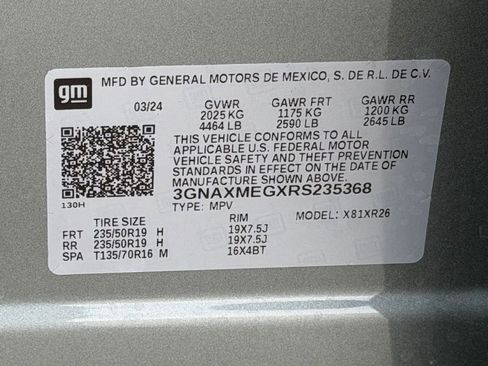 gm
MFD BY GENERAL MOTORS DE MEXICO, S. DE R.L. DE C.V.
03/24 GVWR GAWR FRT GAWR RR
2025 KG 1175 KG 1200 KG
4464 LB 2590 LB 2645 LB
THIS VEHICLE CONFORMS TO ALL
APPLICABLE U.S. FEDERAL MOTOR
VEHICLE SAFETY AND THEFT PREVENTION
STANDARDS IN EFFECT ON THE DATE OF
MANUFACTURE SHOWN ABOVE.
3GNAXMEGXRS235368
130H
TYPE: MPV MODEL: X81XR26
TIRE SIZE RIM
FRT 235/50R19 H 19X7.5J
RR 235/50R19 H 19X7.5J
SPA T135/70R16 M 16X4BT